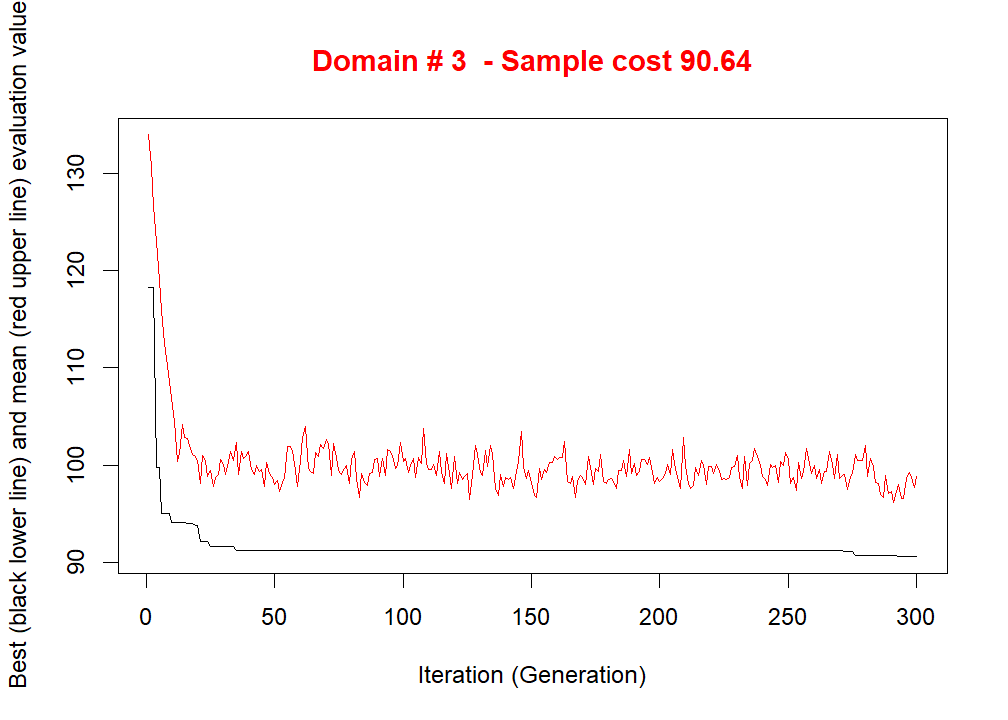 Domain # 3  - Sample cost 90.64
Best (black lower line) and mean (red upper line) evaluation value
130
120
110
100
90
0 50 100 150 200 250 300
Iteration (Generation)